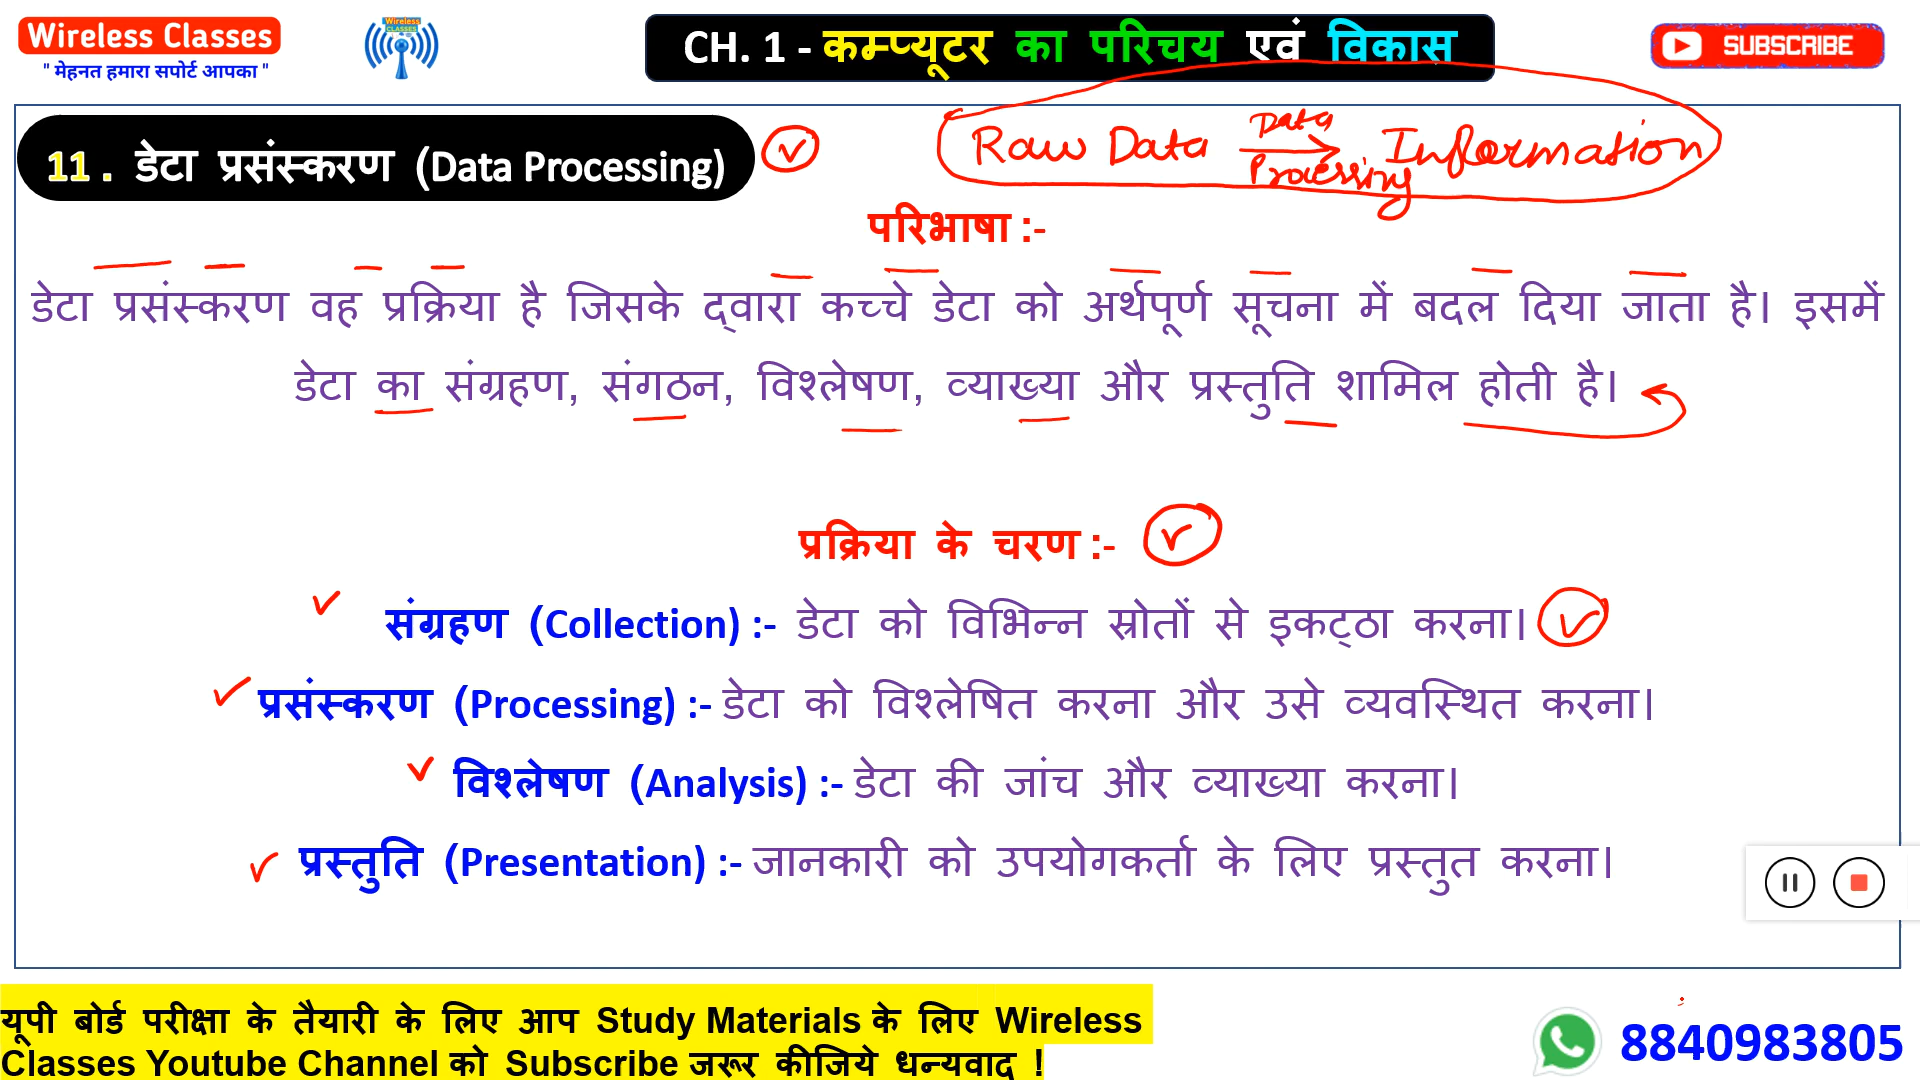 Wireless Classes
" मेहनत हमारा सपोर्ट आपका "
Wireless
CLASSES
CH. 1 - कम्प्यूटर का परिचय एवं विकास
SUBSCRIBE
11 . डेटा प्रसंस्करण (Data Processing)
Raw Data Data Processing Information
परिभाषा :-
डेटा प्रसंस्करण वह प्रक्रिया है जिसके द्वारा कच्चे डेटा को अर्थपूर्ण सूचना में बदल दिया जाता है। इसमें
डेटा का संग्रहण, संगठन, विश्लेषण, व्याख्या और प्रस्तुति शामिल होती है।
प्रक्रिया के चरण :-
संग्रहण (Collection) :- डेटा को विभिन्न स्रोतों से इकट्ठा करना।
प्रसंस्करण (Processing) :- डेटा को विश्लेषित करना और उसे व्यवस्थित करना।
विश्लेषण (Analysis) :- डेटा की जांच और व्याख्या करना।
प्रस्तुति (Presentation) :- जानकारी को उपयोगकर्ता के लिए प्रस्तुत करना।
यूपी बोर्ड परीक्षा के तैयारी के लिए आप Study Materials के लिए Wireless
Classes Youtube Channel को Subscribe जरूर कीजिये धन्यवाद !
8840983805